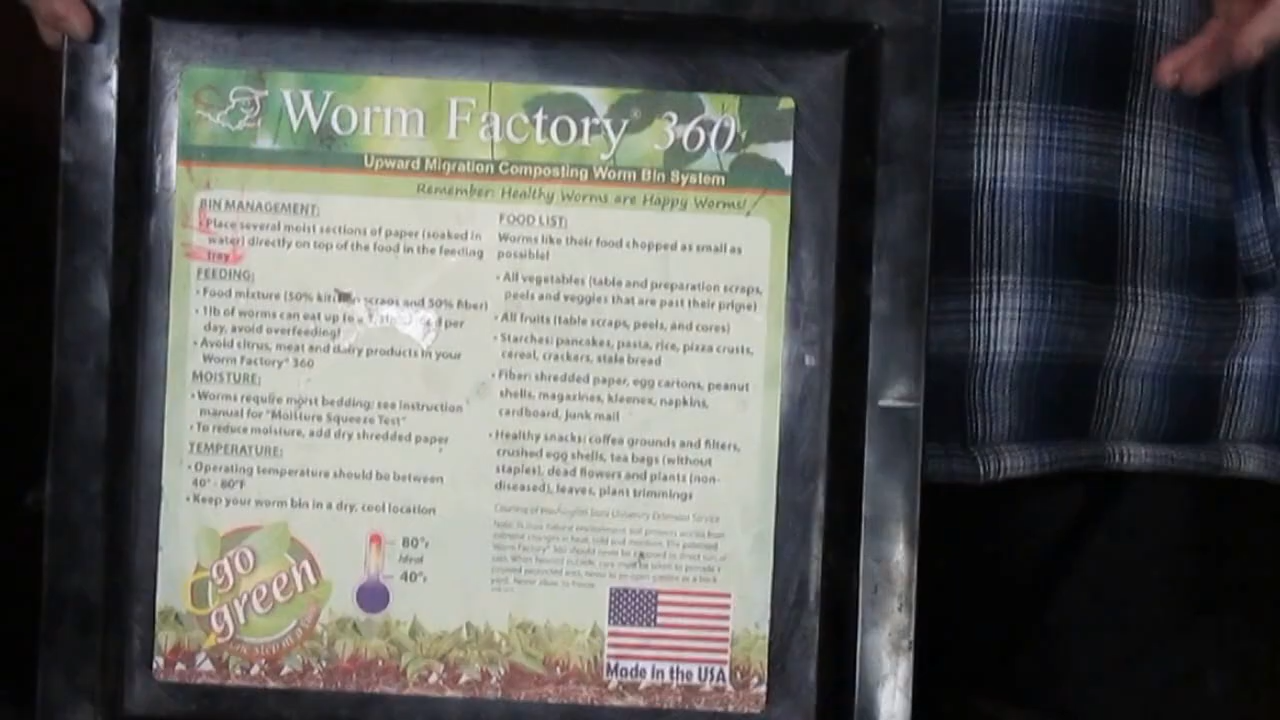 Worm Factory® 360
Upward Migration Composting Worm Bin System
Remember: Healthy Worms are Happy Worms!
BIN MANAGEMENT:
• Place several moist sections of paper (soaked in
water) directly on top of the food in the feeding
tray
FEEDING:
• Food mixture (50% kitchen scraps and 50% fiber)
• 1lb of worms can eat up to per
day, avoid overfeeding!
• Avoid citrus, meat and dairy products in your
Worm Factory® 360
MOISTURE:
• Worms require moist bedding; see instruction
manual for "Moisture Squeeze Test"
• To reduce moisture, add dry shredded paper
TEMPERATURE:
• Operating temperature should be between
40° - 80°F
• Keep your worm bin in a dry, cool location
go
green
80°F
Ideal
40°F
FOOD LIST:
Worms like their food chopped as small as
possible!
• All vegetables (table and preparation scraps,
peels and veggies that are past their prime)
• All fruits (table scraps, peels, and cores)
• Starches: pancakes, pasta, rice, pizza crusts,
cereal, crackers, stale bread
• Fiber: shredded paper, egg cartons, peanut
shells, magazines, kleenex, napkins,
cardboard, junk mail
• Healthy snacks: coffee grounds and filters,
crushed egg shells, tea bags (without
staples), dead flowers and plants (non-
diseased), leaves, plant trimmings
Courtesy of Washington State University Extension Service
Made in the USA